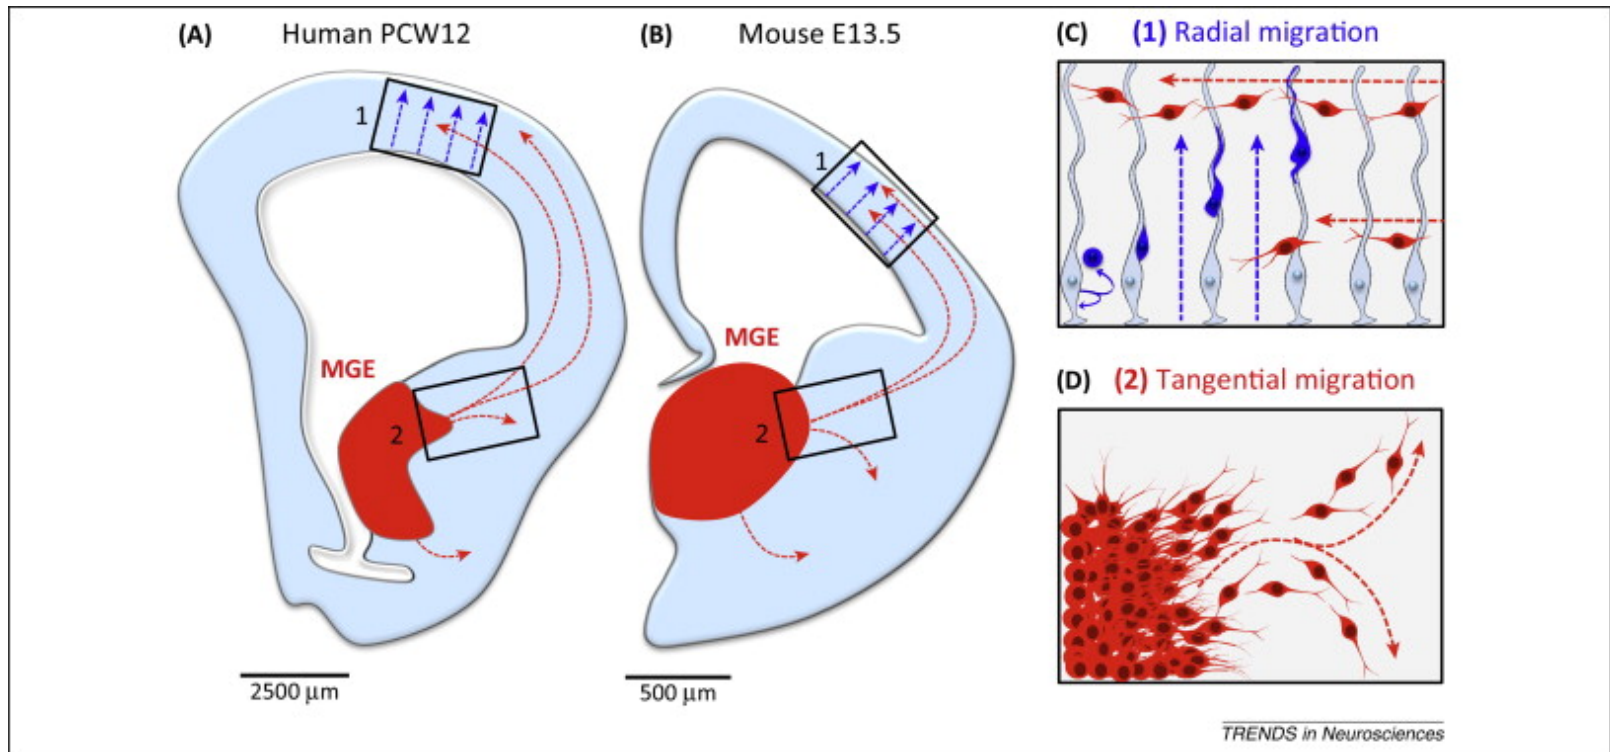 (A) Human PCW12
(B) Mouse E13.5
(C) (1) Radial migration
1
1
MGE
MGE
2
2
(D) (2) Tangential migration
2500 μm
500 μm
TRENDS in Neurosciences